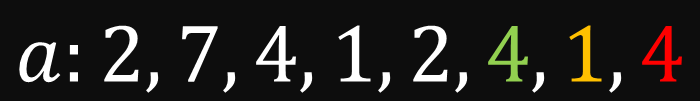 a: 2, 7, 4, 1, 2, 4, 1, 4